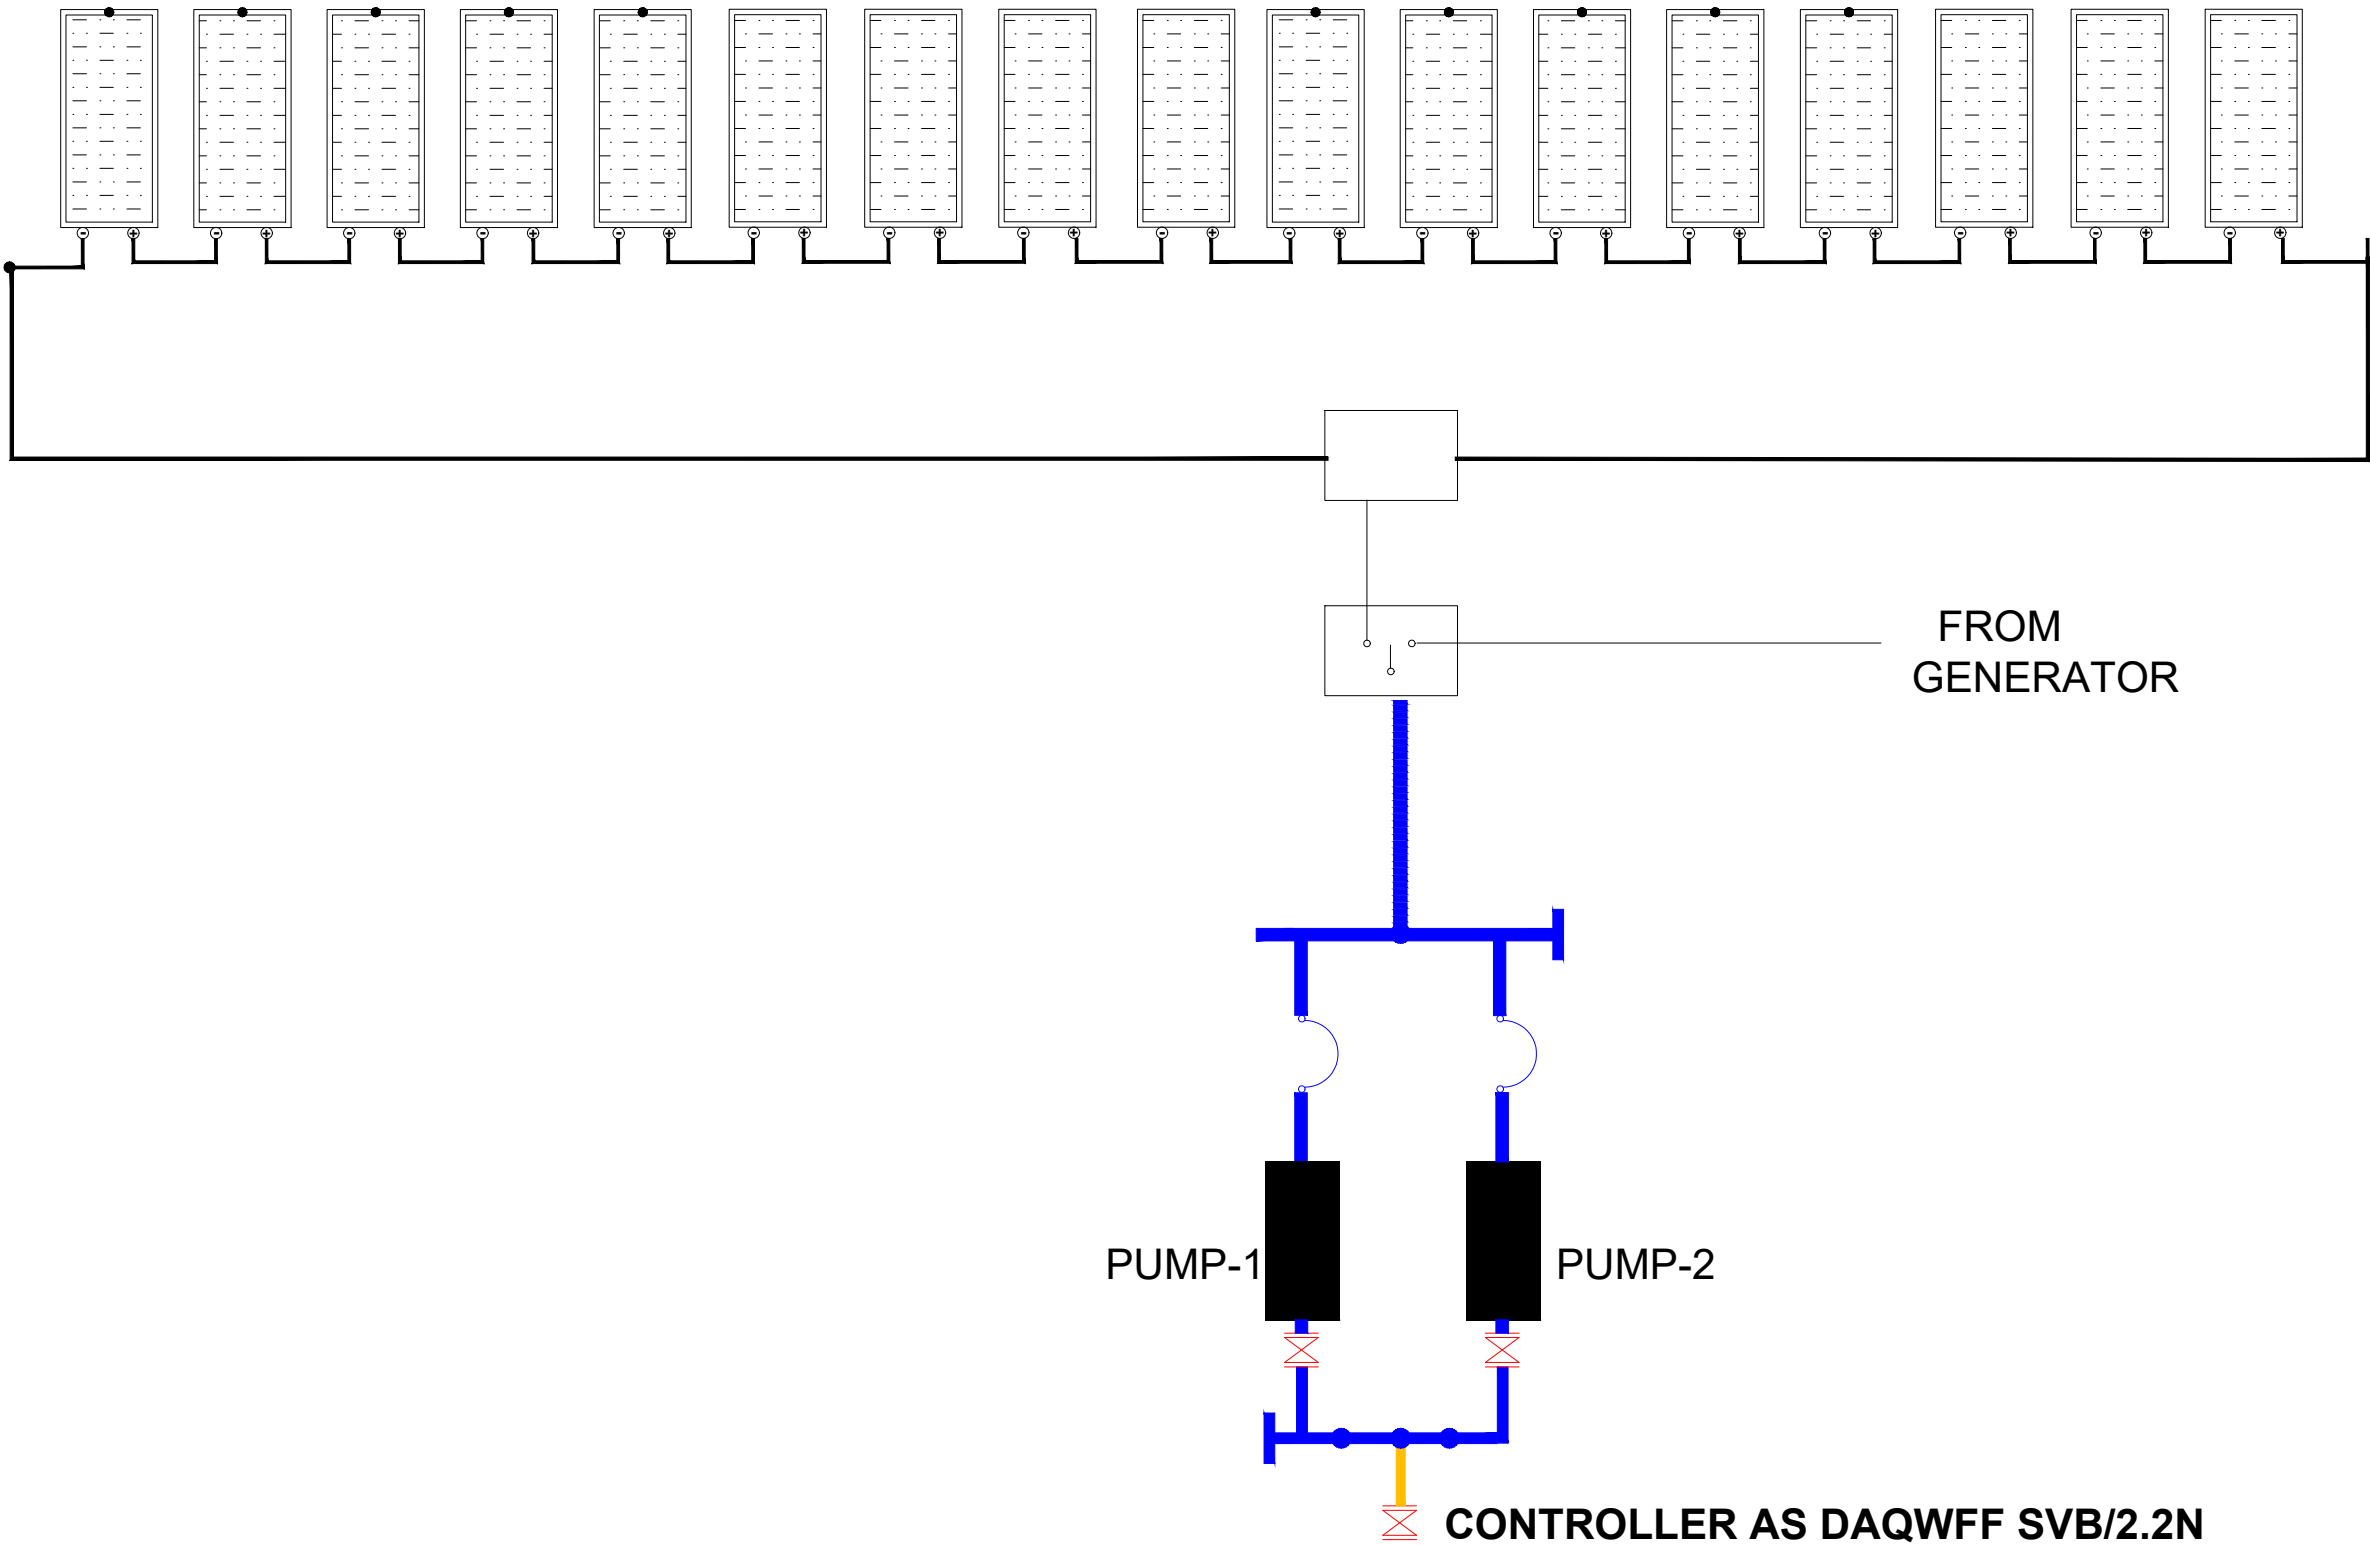 FROM
GENERATOR
PUMP-1
PUMP-2
CONTROLLER AS DAQWFF SVB/2.2N